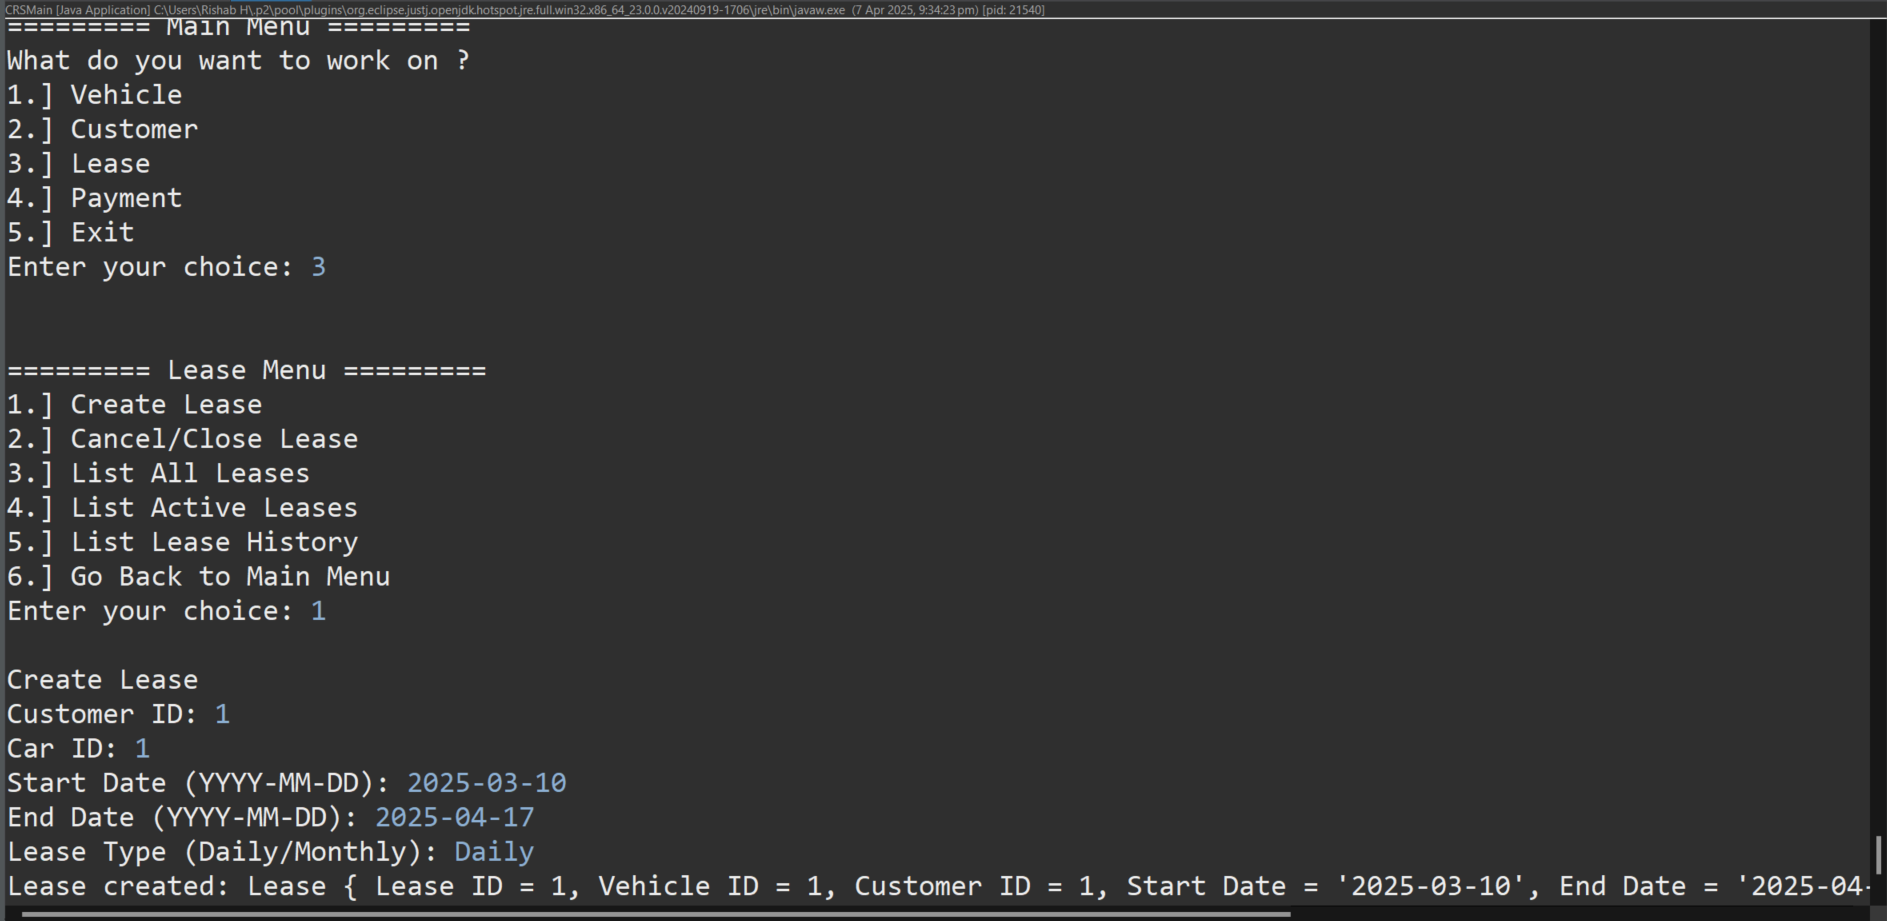 CRSMain [Java Application] C:\Users\Rishab H\.p2\pool\plugins\org.eclipse.justj.openjdk.hotspot.jre.full.win32.x86_64_23.0.0.v20240919-1706\jre\bin\javaw.exe (7 Apr 2025, 9:34:23 pm) [pid: 21540]
========= Main Menu =========
What do you want to work on ?
1.] Vehicle
2.] Customer
3.] Lease
4.] Payment
5.] Exit
Enter your choice: 3
========= Lease Menu =========
1.] Create Lease
2.] Cancel/Close Lease
3.] List All Leases
4.] List Active Leases
5.] List Lease History
6.] Go Back to Main Menu
Enter your choice: 1
Create Lease
Customer ID: 1
Car ID: 1
Start Date (YYYY-MM-DD): 2025-03-10
End Date (YYYY-MM-DD): 2025-04-17
Lease Type (Daily/Monthly): Daily
Lease created: Lease { Lease ID = 1, Vehicle ID = 1, Customer ID = 1, Start Date = '2025-03-10', End Date = '2025-04-